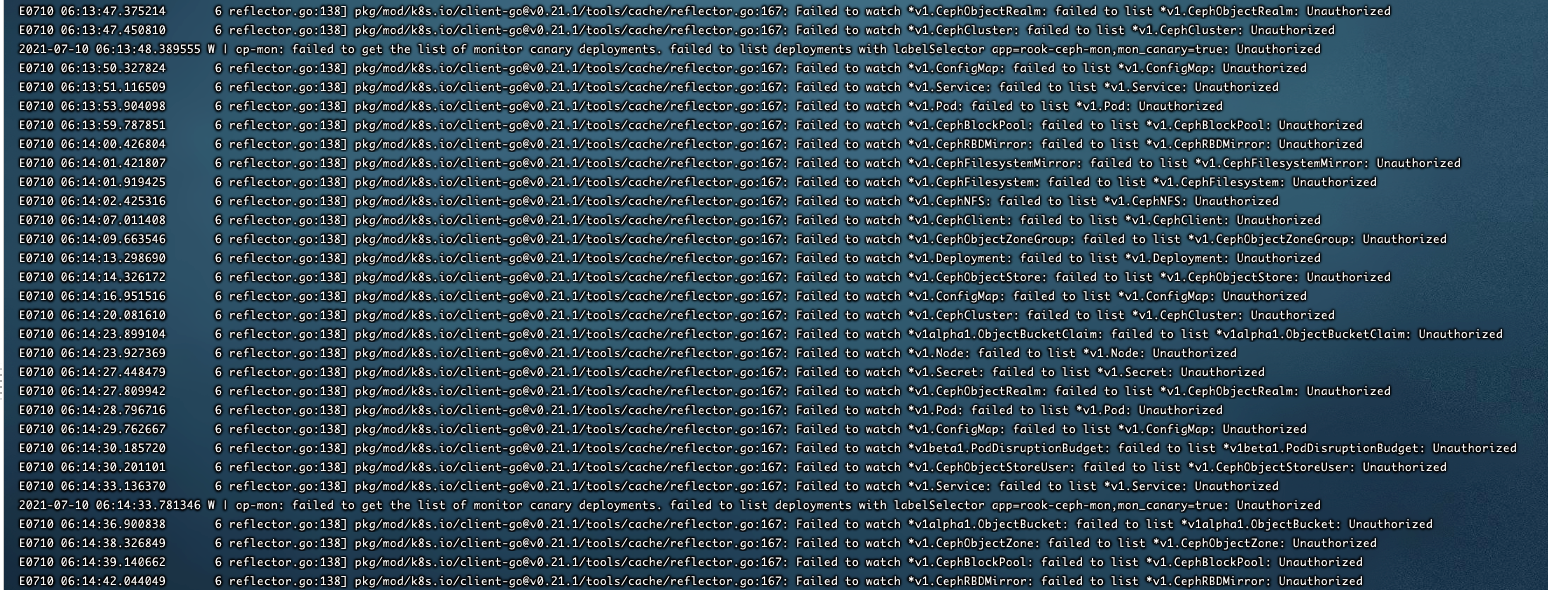 E0710 06:13:47.375214 6 reflector.go:138] pkg/mod/k8s.io/client-go@v0.21.1/tools/cache/reflector.go:167: Failed to watch *v1.CephObjectRealm: failed to list *v1.CephObjectRealm: Unauthorized
E0710 06:13:47.450810 6 reflector.go:138] pkg/mod/k8s.io/client-go@v0.21.1/tools/cache/reflector.go:167: Failed to watch *v1.CephCluster: failed to list *v1.CephCluster: Unauthorized
2021-07-10 06:13:48.389555 W | op-mon: failed to get the list of monitor canary deployments. failed to list deployments with labelSelector app=rook-ceph-mon,mon_canary=true: Unauthorized
E0710 06:13:50.327824 6 reflector.go:138] pkg/mod/k8s.io/client-go@v0.21.1/tools/cache/reflector.go:167: Failed to watch *v1.ConfigMap: failed to list *v1.ConfigMap: Unauthorized
E0710 06:13:51.116509 6 reflector.go:138] pkg/mod/k8s.io/client-go@v0.21.1/tools/cache/reflector.go:167: Failed to watch *v1.Service: failed to list *v1.Service: Unauthorized
E0710 06:13:53.904098 6 reflector.go:138] pkg/mod/k8s.io/client-go@v0.21.1/tools/cache/reflector.go:167: Failed to watch *v1.Pod: failed to list *v1.Pod: Unauthorized
E0710 06:13:59.787851 6 reflector.go:138] pkg/mod/k8s.io/client-go@v0.21.1/tools/cache/reflector.go:167: Failed to watch *v1.CephBlockPool: failed to list *v1.CephBlockPool: Unauthorized
E0710 06:14:00.426804 6 reflector.go:138] pkg/mod/k8s.io/client-go@v0.21.1/tools/cache/reflector.go:167: Failed to watch *v1.CephRBDMirror: failed to list *v1.CephRBDMirror: Unauthorized
E0710 06:14:01.421807 6 reflector.go:138] pkg/mod/k8s.io/client-go@v0.21.1/tools/cache/reflector.go:167: Failed to watch *v1.CephFilesystemMirror: failed to list *v1.CephFilesystemMirror: Unauthorized
E0710 06:14:01.919425 6 reflector.go:138] pkg/mod/k8s.io/client-go@v0.21.1/tools/cache/reflector.go:167: Failed to watch *v1.CephFilesystem: failed to list *v1.CephFilesystem: Unauthorized
E0710 06:14:02.425316 6 reflector.go:138] pkg/mod/k8s.io/client-go@v0.21.1/tools/cache/reflector.go:167: Failed to watch *v1.CephNFS: failed to list *v1.CephNFS: Unauthorized
E0710 06:14:07.011408 6 reflector.go:138] pkg/mod/k8s.io/client-go@v0.21.1/tools/cache/reflector.go:167: Failed to watch *v1.CephClient: failed to list *v1.CephClient: Unauthorized
E0710 06:14:09.663546 6 reflector.go:138] pkg/mod/k8s.io/client-go@v0.21.1/tools/cache/reflector.go:167: Failed to watch *v1.CephObjectZoneGroup: failed to list *v1.CephObjectZoneGroup: Unauthorized
E0710 06:14:13.298690 6 reflector.go:138] pkg/mod/k8s.io/client-go@v0.21.1/tools/cache/reflector.go:167: Failed to watch *v1.Deployment: failed to list *v1.Deployment: Unauthorized
E0710 06:14:14.326172 6 reflector.go:138] pkg/mod/k8s.io/client-go@v0.21.1/tools/cache/reflector.go:167: Failed to watch *v1.CephObjectStore: failed to list *v1.CephObjectStore: Unauthorized
E0710 06:14:16.951516 6 reflector.go:138] pkg/mod/k8s.io/client-go@v0.21.1/tools/cache/reflector.go:167: Failed to watch *v1.ConfigMap: failed to list *v1.ConfigMap: Unauthorized
E0710 06:14:20.081610 6 reflector.go:138] pkg/mod/k8s.io/client-go@v0.21.1/tools/cache/reflector.go:167: Failed to watch *v1.CephCluster: failed to list *v1.CephCluster: Unauthorized
E0710 06:14:23.899104 6 reflector.go:138] pkg/mod/k8s.io/client-go@v0.21.1/tools/cache/reflector.go:167: Failed to watch *v1alpha1.ObjectBucketClaim: failed to list *v1alpha1.ObjectBucketClaim: Unauthorized
E0710 06:14:23.927369 6 reflector.go:138] pkg/mod/k8s.io/client-go@v0.21.1/tools/cache/reflector.go:167: Failed to watch *v1.Node: failed to list *v1.Node: Unauthorized
E0710 06:14:27.448479 6 reflector.go:138] pkg/mod/k8s.io/client-go@v0.21.1/tools/cache/reflector.go:167: Failed to watch *v1.Secret: failed to list *v1.Secret: Unauthorized
E0710 06:14:27.809942 6 reflector.go:138] pkg/mod/k8s.io/client-go@v0.21.1/tools/cache/reflector.go:167: Failed to watch *v1.CephObjectRealm: failed to list *v1.CephObjectRealm: Unauthorized
E0710 06:14:28.796716 6 reflector.go:138] pkg/mod/k8s.io/client-go@v0.21.1/tools/cache/reflector.go:167: Failed to watch *v1.Pod: failed to list *v1.Pod: Unauthorized
E0710 06:14:29.762667 6 reflector.go:138] pkg/mod/k8s.io/client-go@v0.21.1/tools/cache/reflector.go:167: Failed to watch *v1.ConfigMap: failed to list *v1.ConfigMap: Unauthorized
E0710 06:14:30.185720 6 reflector.go:138] pkg/mod/k8s.io/client-go@v0.21.1/tools/cache/reflector.go:167: Failed to watch *v1beta1.PodDisruptionBudget: failed to list *v1beta1.PodDisruptionBudget: Unauthorized
E0710 06:14:30.201101 6 reflector.go:138] pkg/mod/k8s.io/client-go@v0.21.1/tools/cache/reflector.go:167: Failed to watch *v1.CephObjectStoreUser: failed to list *v1.CephObjectStoreUser: Unauthorized
E0710 06:14:33.136370 6 reflector.go:138] pkg/mod/k8s.io/client-go@v0.21.1/tools/cache/reflector.go:167: Failed to watch *v1.Service: failed to list *v1.Service: Unauthorized
2021-07-10 06:14:33.781346 W | op-mon: failed to get the list of monitor canary deployments. failed to list deployments with labelSelector app=rook-ceph-mon,mon_canary=true: Unauthorized
E0710 06:14:36.900838 6 reflector.go:138] pkg/mod/k8s.io/client-go@v0.21.1/tools/cache/reflector.go:167: Failed to watch *v1alpha1.ObjectBucket: failed to list *v1alpha1.ObjectBucket: Unauthorized
E0710 06:14:38.326849 6 reflector.go:138] pkg/mod/k8s.io/client-go@v0.21.1/tools/cache/reflector.go:167: Failed to watch *v1.CephObjectZone: failed to list *v1.CephObjectZone: Unauthorized
E0710 06:14:39.140662 6 reflector.go:138] pkg/mod/k8s.io/client-go@v0.21.1/tools/cache/reflector.go:167: Failed to watch *v1.CephBlockPool: failed to list *v1.CephBlockPool: Unauthorized
E0710 06:14:42.044049 6 reflector.go:138] pkg/mod/k8s.io/client-go@v0.21.1/tools/cache/reflector.go:167: Failed to watch *v1.CephRBDMirror: failed to list *v1.CephRBDMirror: Unauthorized